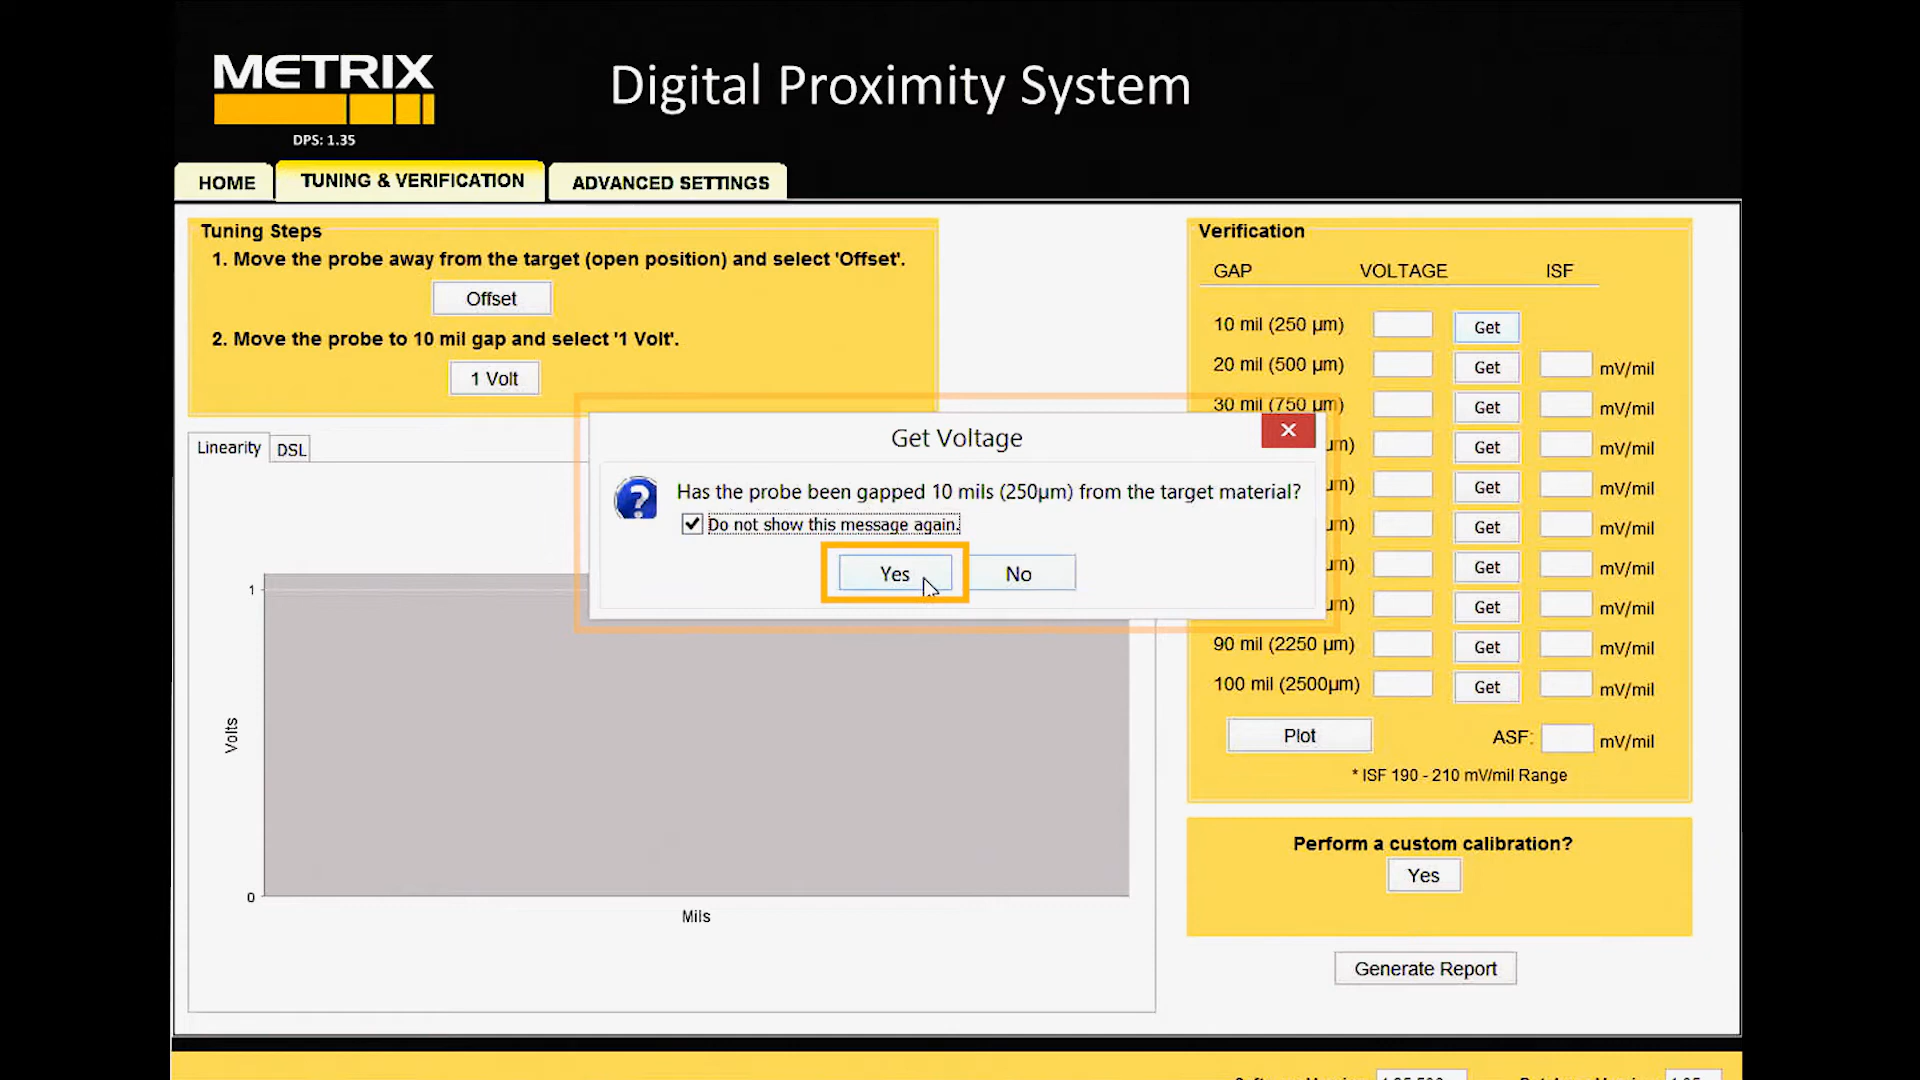 METRIX
Digital Proximity System
DPS: 1.35
HOME
TUNING & VERIFICATION
ADVANCED SETTINGS
Tuning Steps
1. Move the probe away from the target (open position) and select 'Offset'.
Offset
2. Move the probe to 10 mil gap and select '1 Volt'.
1 Volt
Linearity
DSL
1
0
Volts
Mils
Get Voltage
Has the probe been gapped 10 mils (250µm) from the target material?
Do not show this message again.
Yes
No
Verification
GAP VOLTAGE ISF
10 mil (250 µm) Get
20 mil (500 µm) Get mV/mil
30 mil (750 µm) Get mV/mil
µm) Get mV/mil
µm) Get mV/mil
µm) Get mV/mil
µm) Get mV/mil
µm) Get mV/mil
90 mil (2250 µm) Get mV/mil
100 mil (2500µm) Get mV/mil
Plot ASF: mV/mil
* ISF 190 - 210 mV/mil Range
Perform a custom calibration?
Yes
Generate Report